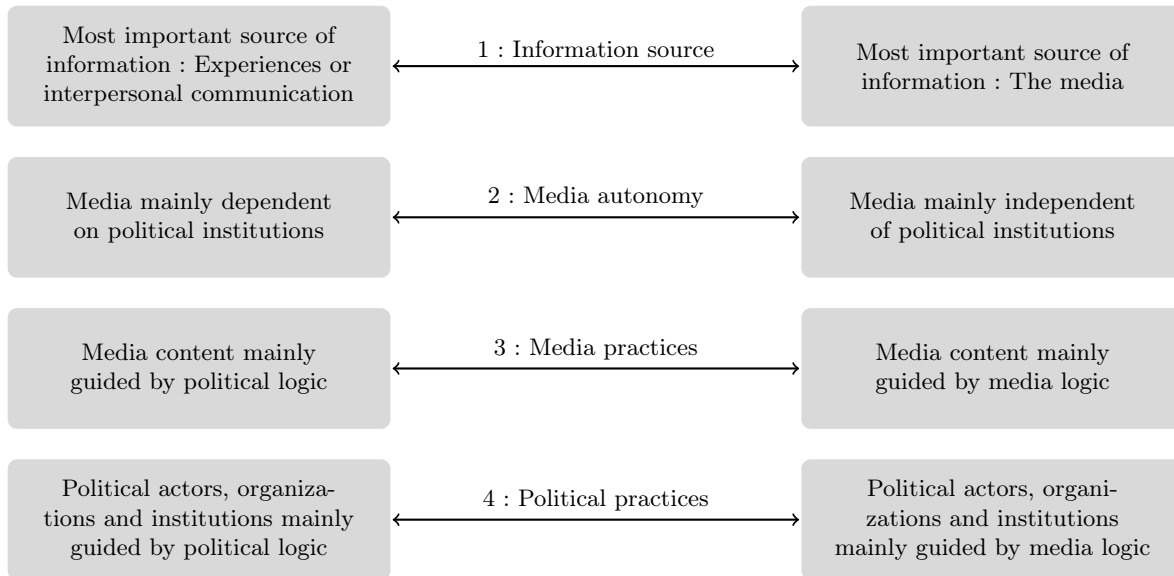 Most important source of
information : Experiences or
interpersonal communication
1 : Information source
Most important source of
information : The media
Media mainly dependent
on political institutions
2 : Media autonomy
Media mainly independent
of political institutions
Media content mainly
guided by political logic
3 : Media practices
Media content mainly
guided by media logic
Political actors, organiza-
tions and institutions mainly
guided by political logic
4 : Political practices
Political actors, organi-
zations and institutions
mainly guided by media logic